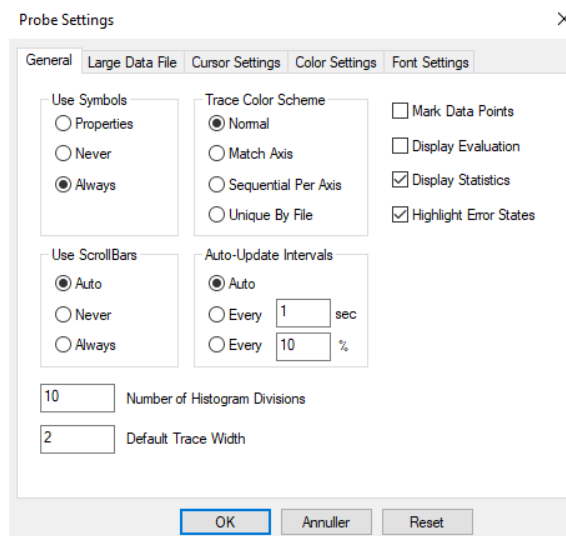 Probe Settings
General Large Data File Cursor Settings Color Settings Font Settings
Use Symbols
Properties
Never
Always
Trace Color Scheme
Normal
Match Axis
Sequential Per Axis
Unique By File
Mark Data Points
Display Evaluation
Display Statistics
Highlight Error States
Use ScrollBars
Auto
Never
Always
Auto-Update Intervals
Auto
Every 1 sec
Every 10 %
10 Number of Histogram Divisions
2 Default Trace Width
OK Annuller Reset